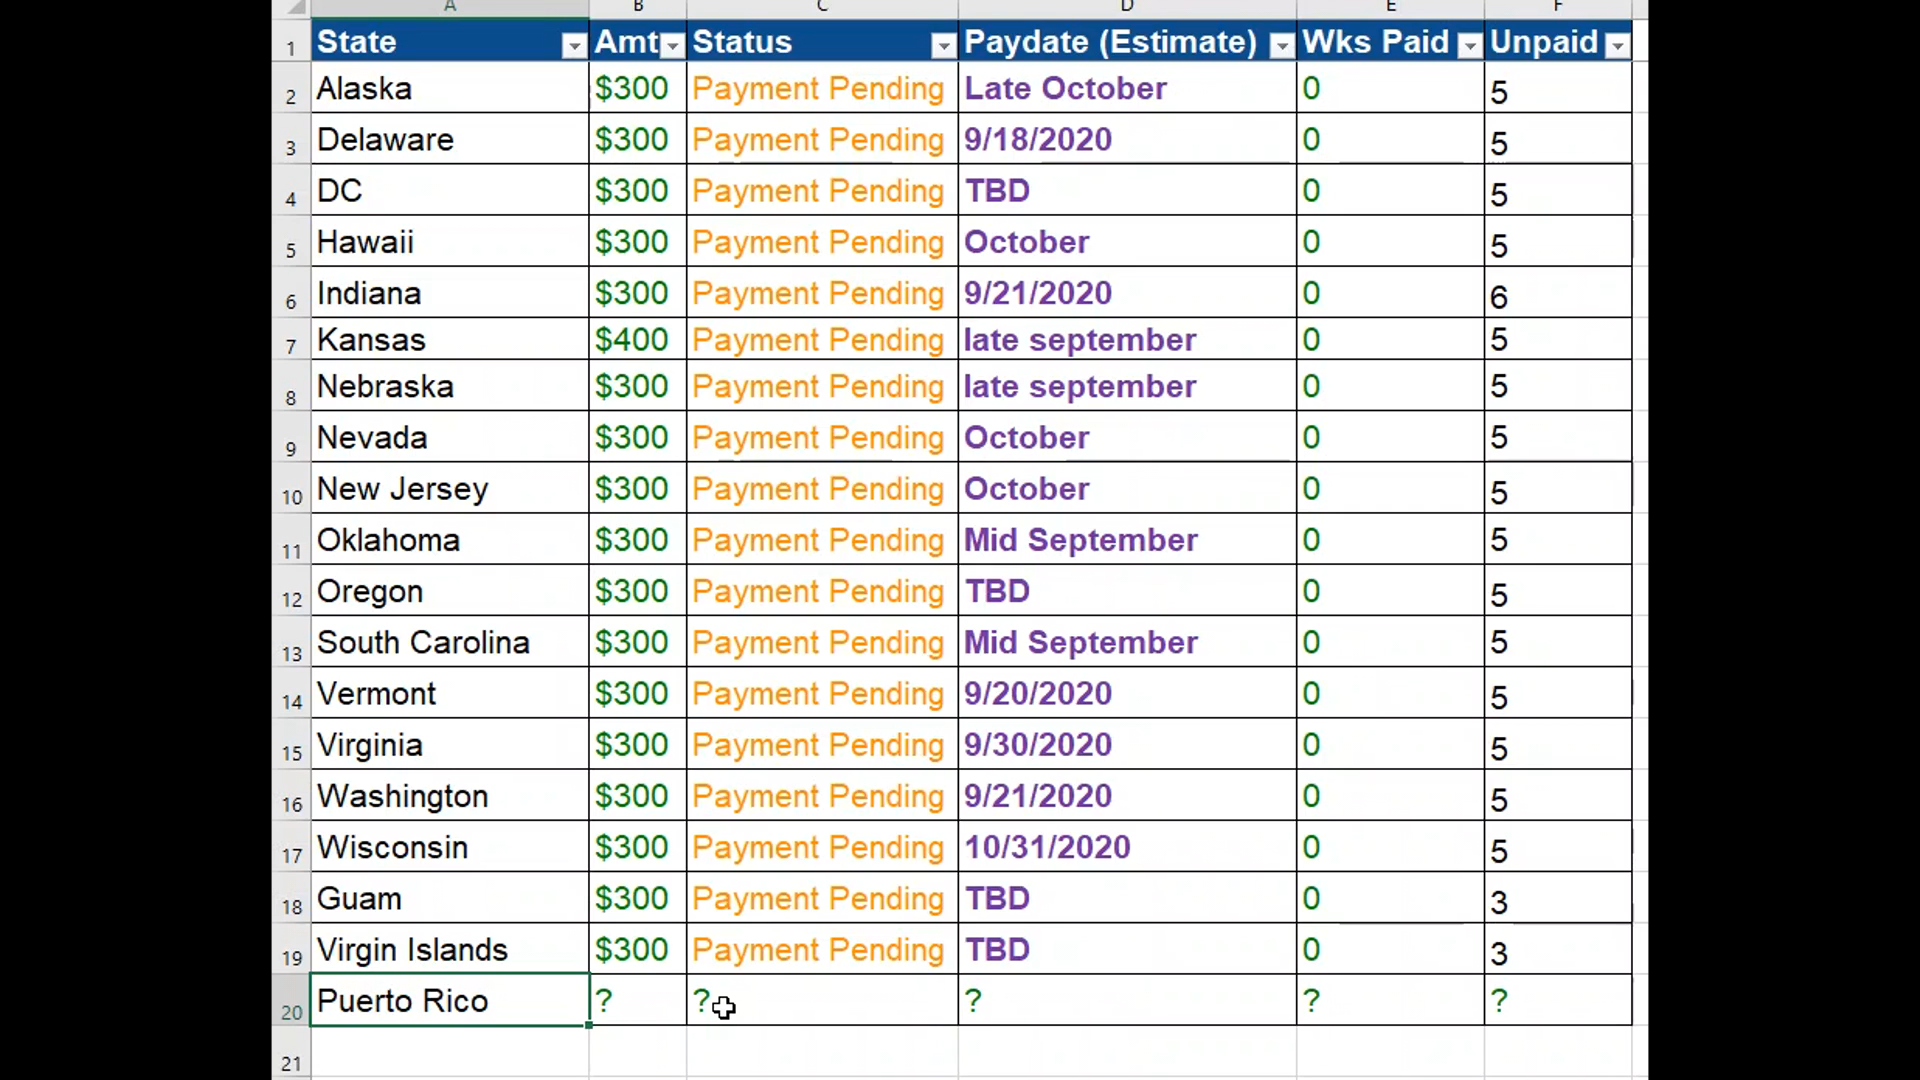 A B C D E F
1 State Amt Status Paydate (Estimate) Wks Paid Unpaid
2 Alaska $300 Payment Pending Late October 0 5
3 Delaware $300 Payment Pending 9/18/2020 0 5
4 DC $300 Payment Pending TBD 0 5
5 Hawaii $300 Payment Pending October 0 5
6 Indiana $300 Payment Pending 9/21/2020 0 6
7 Kansas $400 Payment Pending late september 0 5
8 Nebraska $300 Payment Pending late september 0 5
9 Nevada $300 Payment Pending October 0 5
10 New Jersey $300 Payment Pending October 0 5
11 Oklahoma $300 Payment Pending Mid September 0 5
12 Oregon $300 Payment Pending TBD 0 5
13 South Carolina $300 Payment Pending Mid September 0 5
14 Vermont $300 Payment Pending 9/20/2020 0 5
15 Virginia $300 Payment Pending 9/30/2020 0 5
16 Washington $300 Payment Pending 9/21/2020 0 5
17 Wisconsin $300 Payment Pending 10/31/2020 0 5
18 Guam $300 Payment Pending TBD 0 3
19 Virgin Islands $300 Payment Pending TBD 0 3
20 Puerto Rico ? ? ? ? ?
21